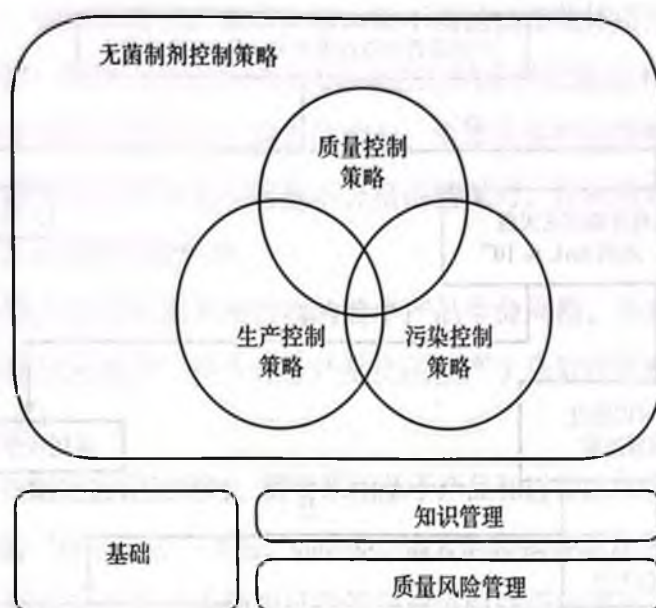 无菌制剂控制策略
质量控制
策略
生产控制
策略
污染控制
策略
基础
知识管理
质量风险管理